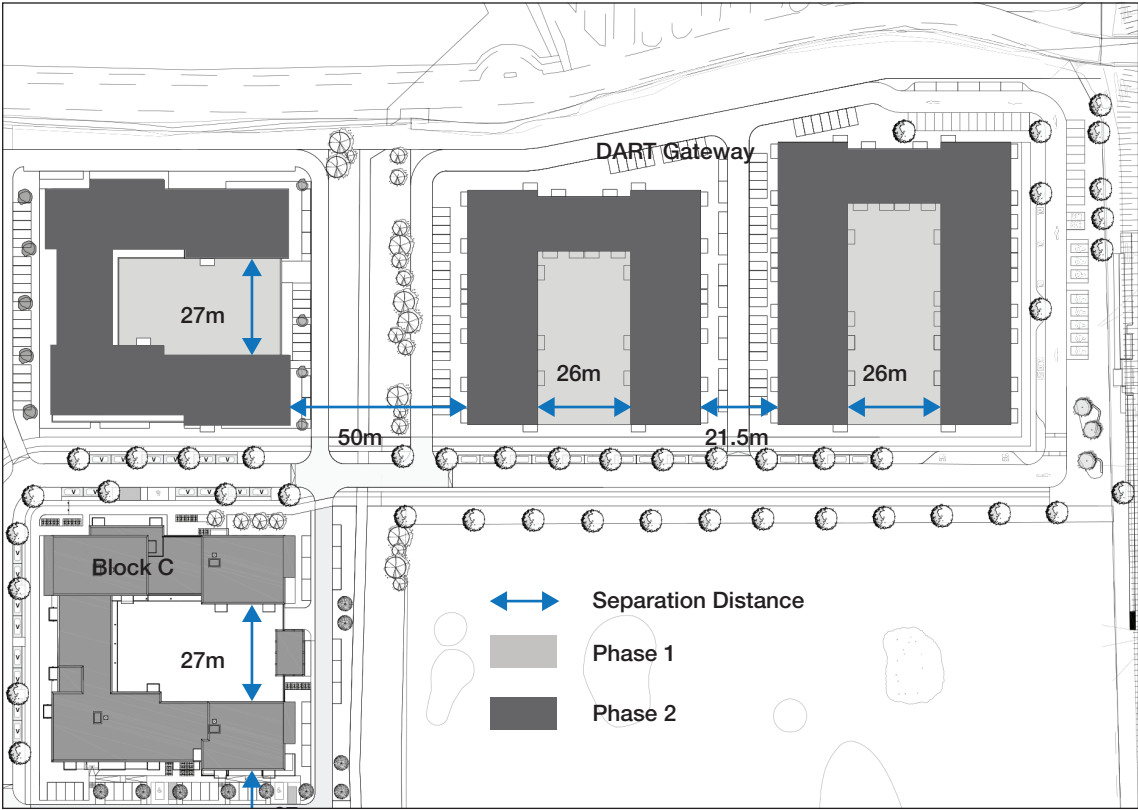 DART Gateway
27m
26m
26m
50m
21.5m
Block C
Separation Distance
27m
Phase 1
Phase 2